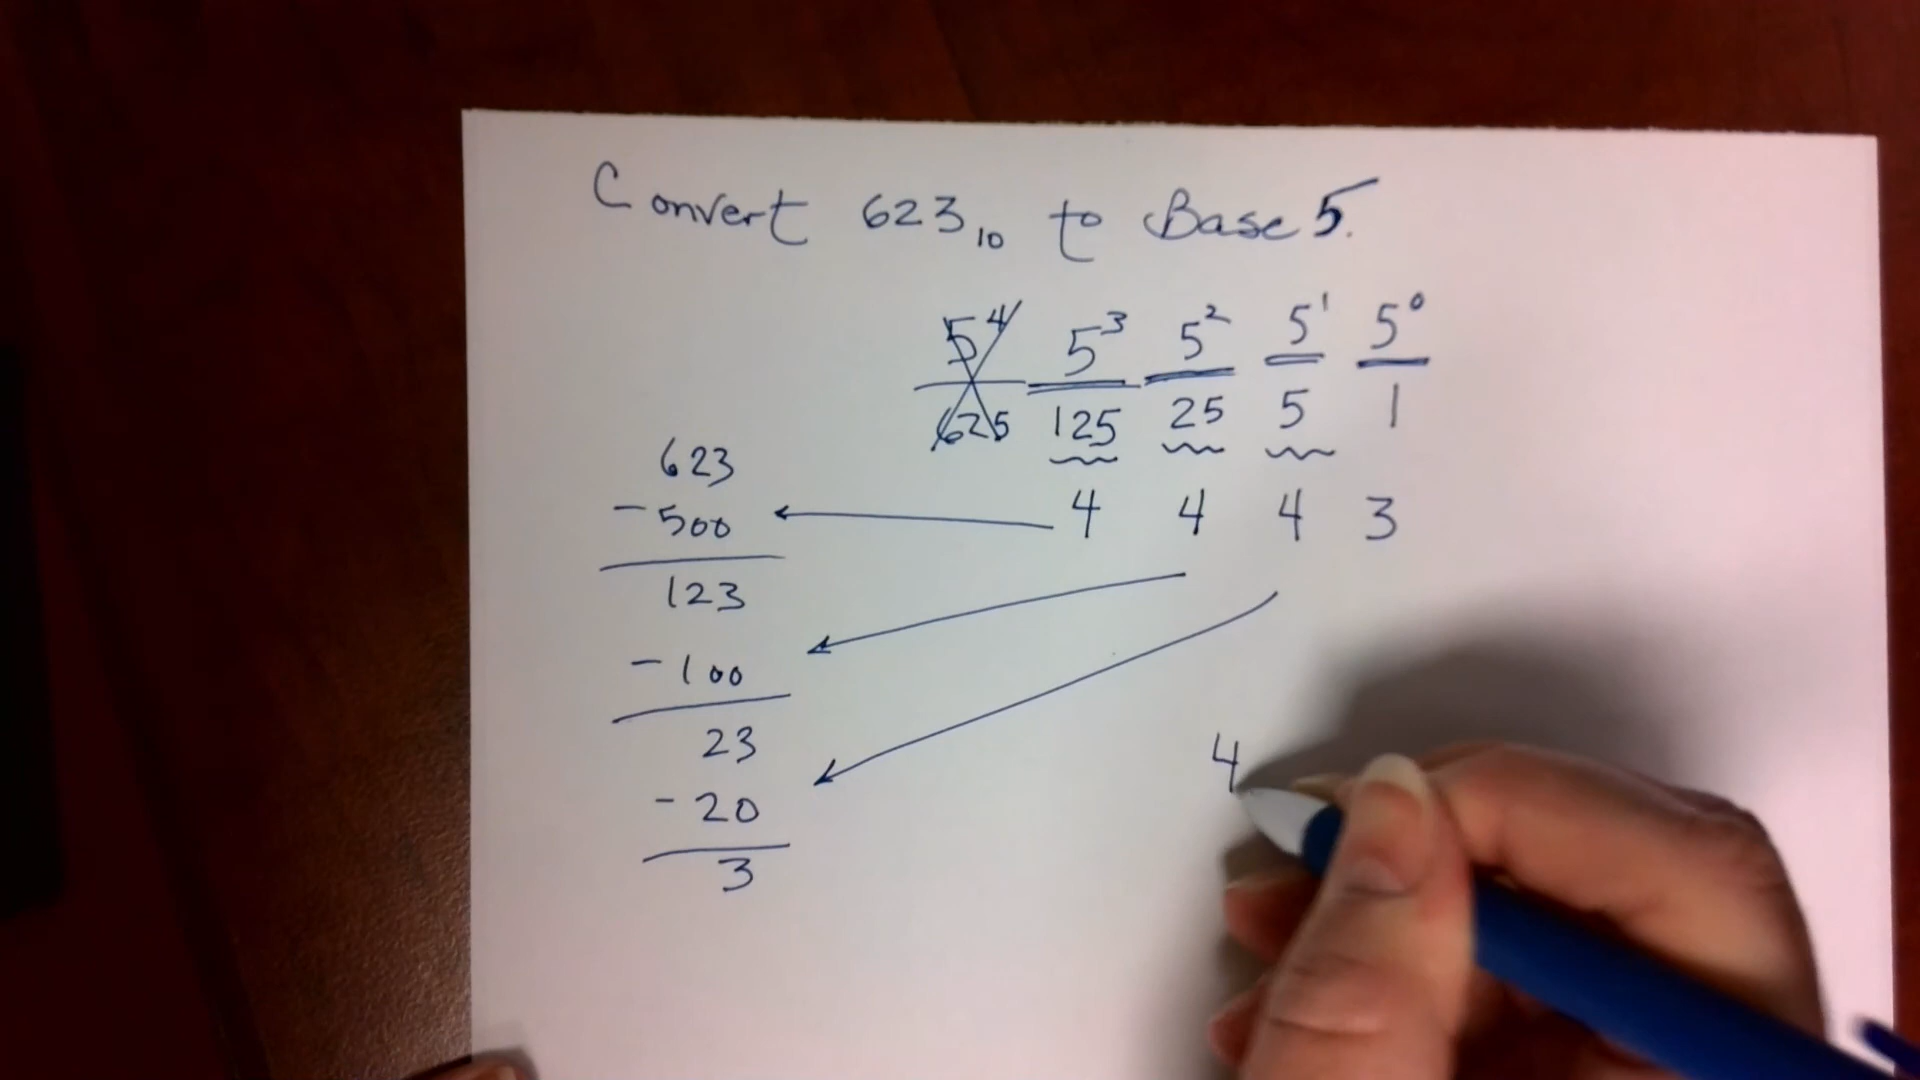 Convert 623₁₀ to Base 5.
5⁴ 5³ 5² 5¹ 5⁰
625 125 25 5 1
4 4 4 3
623
-500
123
-100
23
-20
3
4